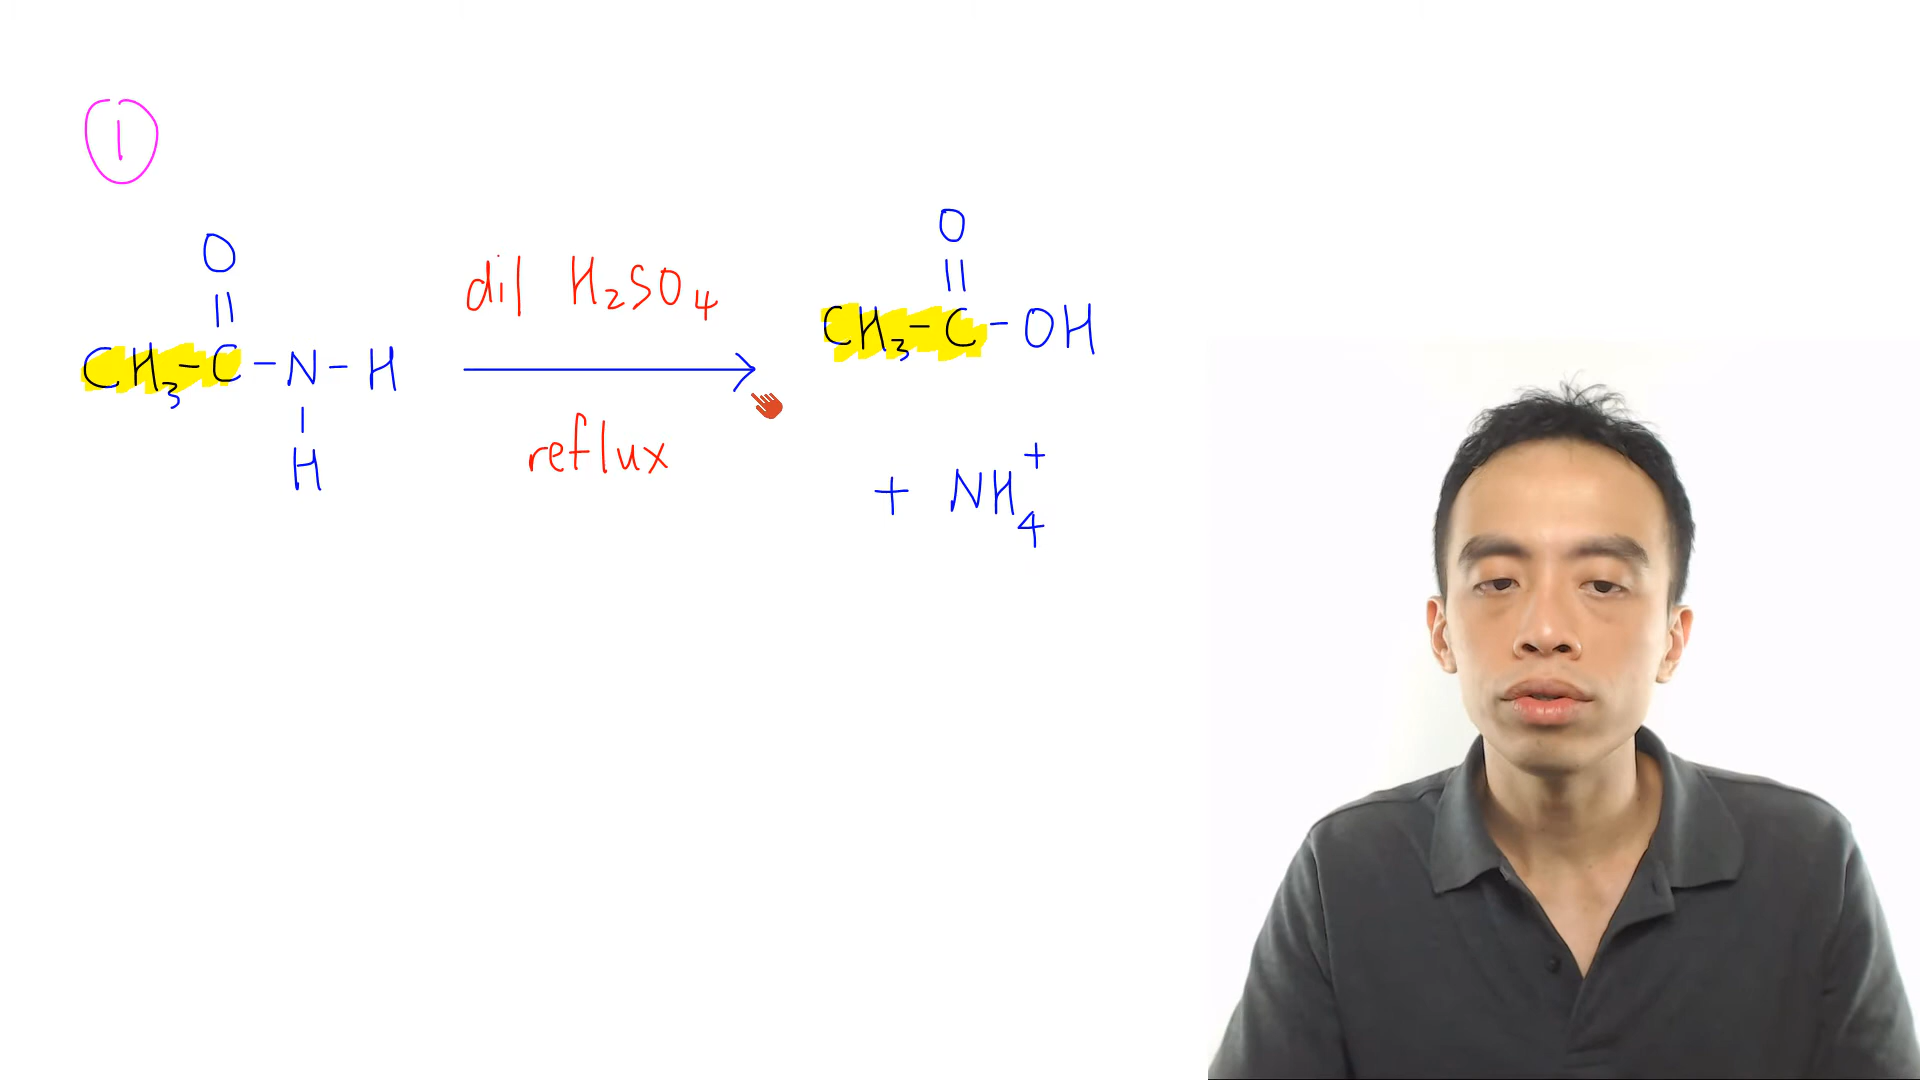 1
O
||
CH₃-C-N-H
|
H
dil H₂SO₄
reflux
O
||
CH₃-C-OH
+ NH₄⁺